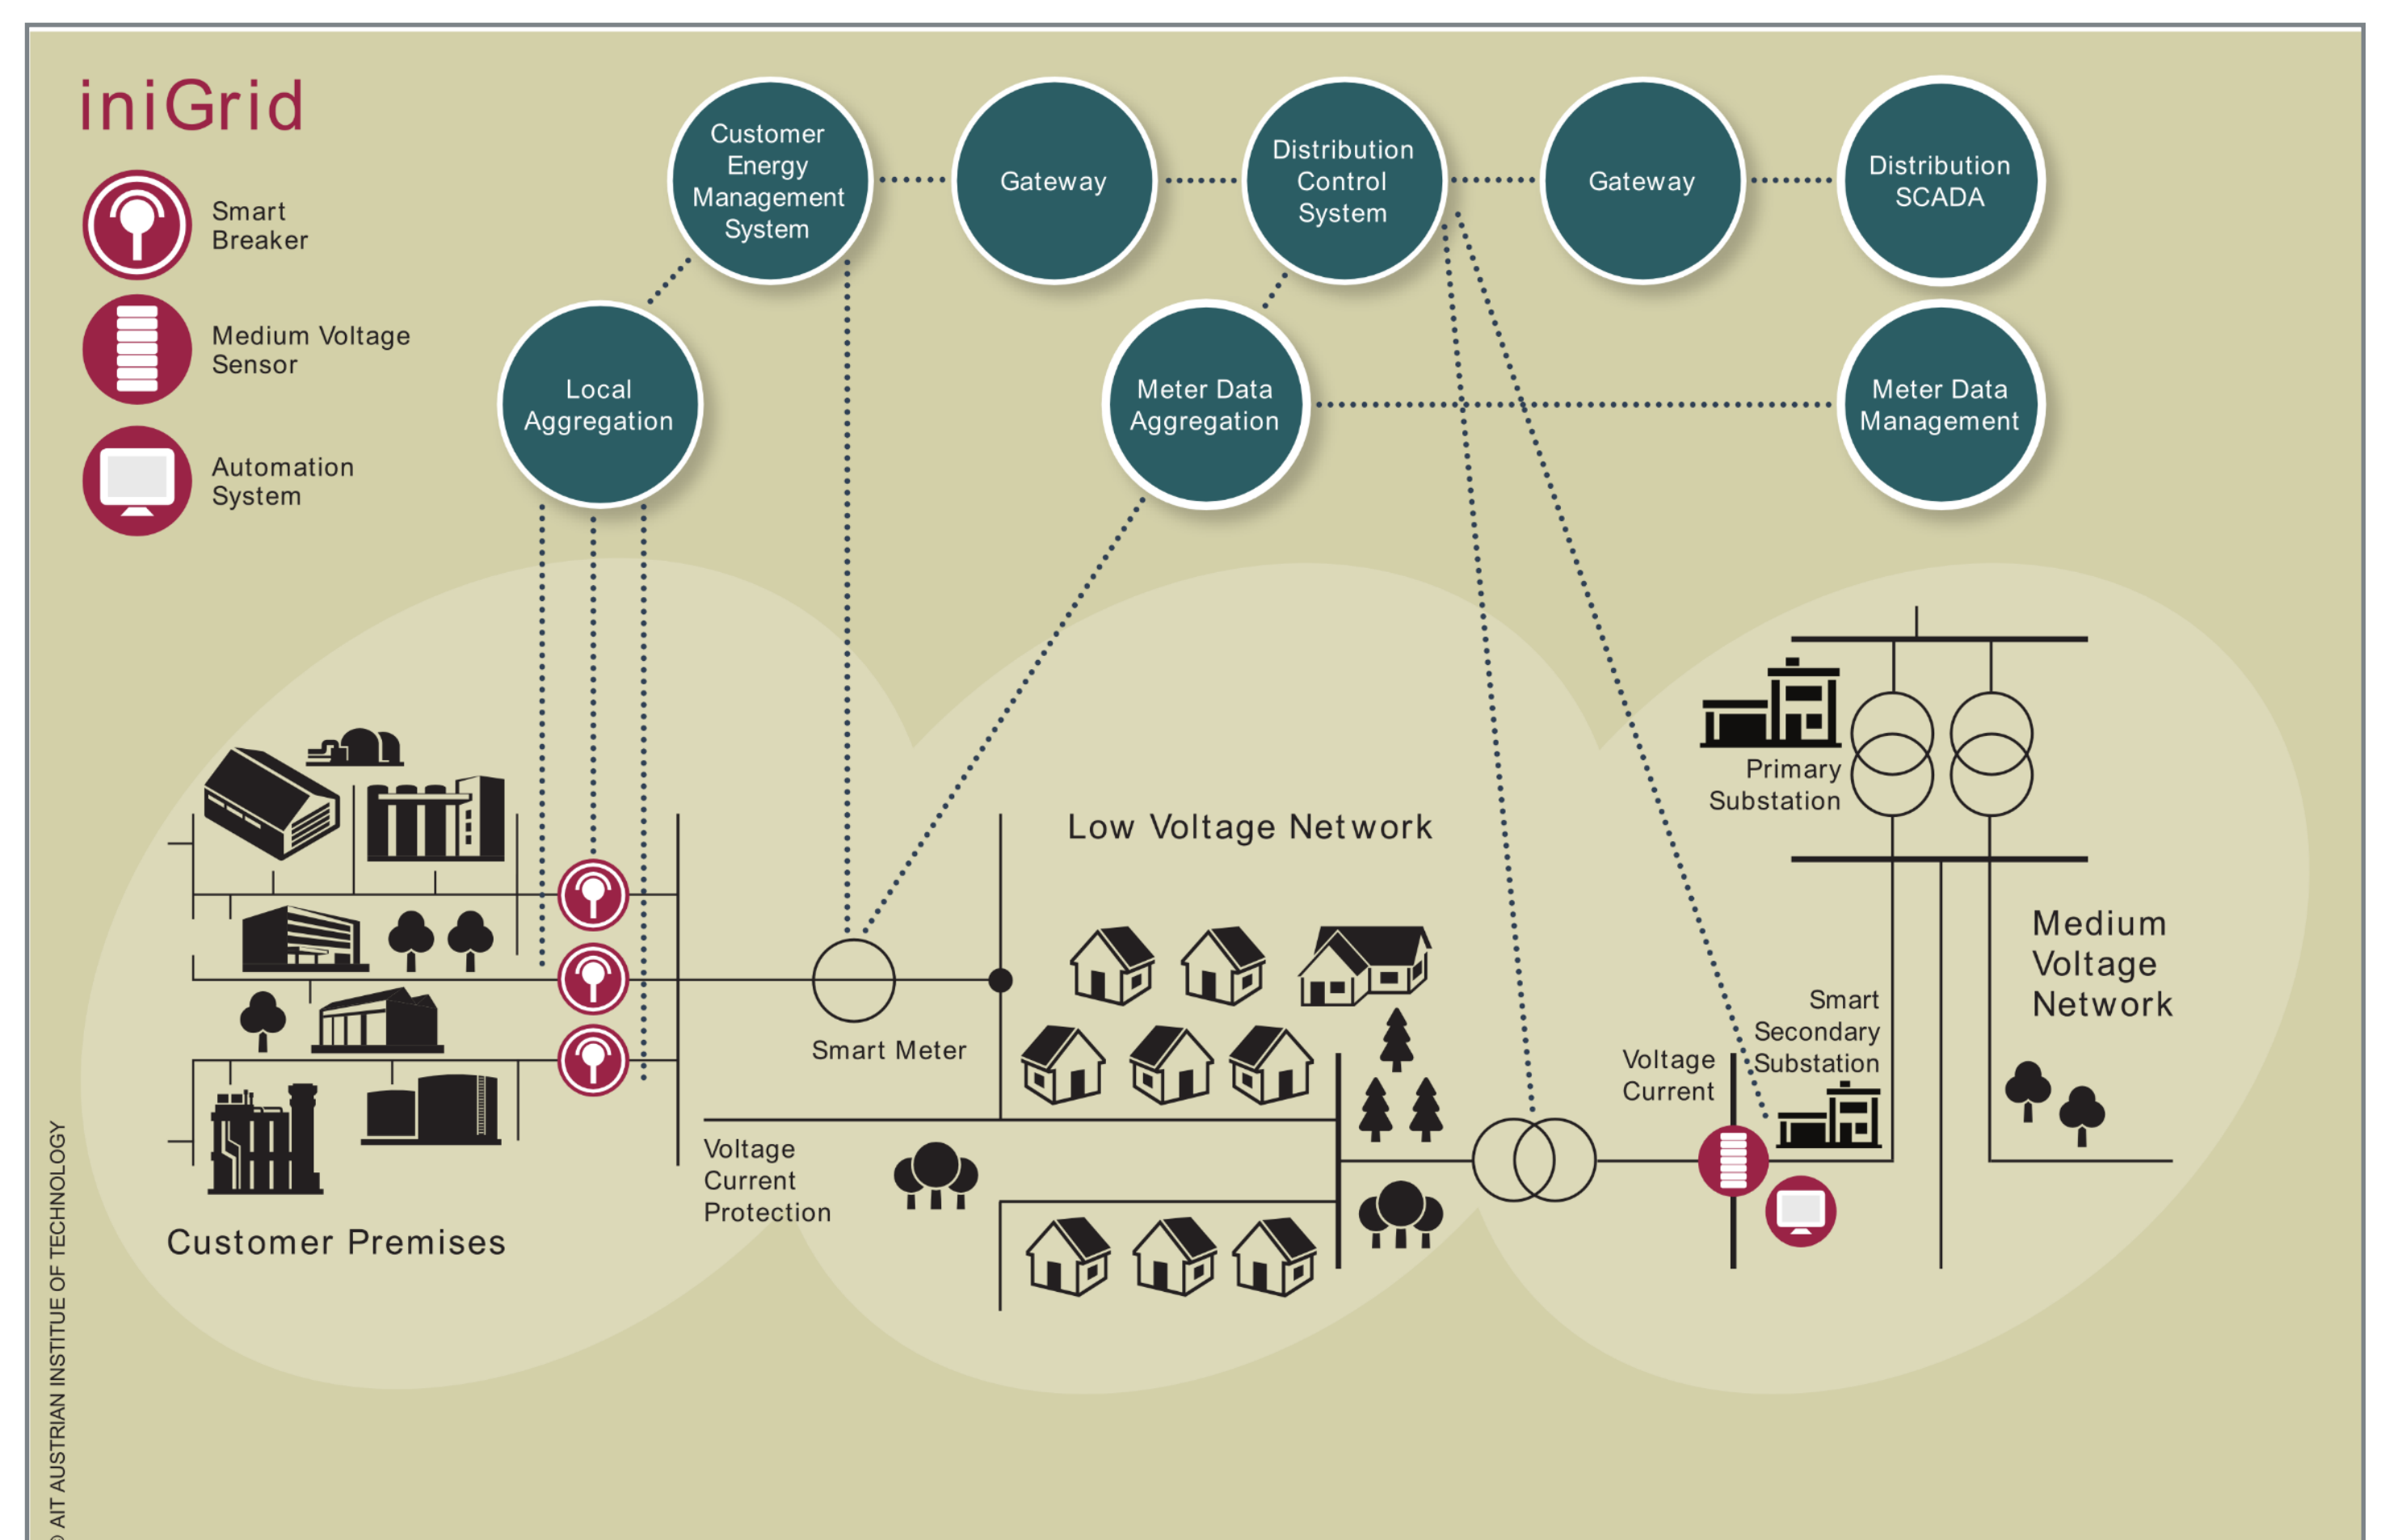 iniGrid
Smart
Breaker
Medium Voltage
Sensor
Automation
System
Customer
Energy
Management
System
Gateway
Distribution
Control
System
Gateway
Distribution
SCADA
Local
Aggregation
Meter Data
Aggregation
Meter Data
Management
Primary
Substation
Low Voltage Network
Medium
Voltage
Network
Smart
Secondary
Substation
Voltage
Current
Smart Meter
Voltage
Current
Protection
Customer Premises
© AIT AUSTRIAN INSTITUE OF TECHNOLOGY